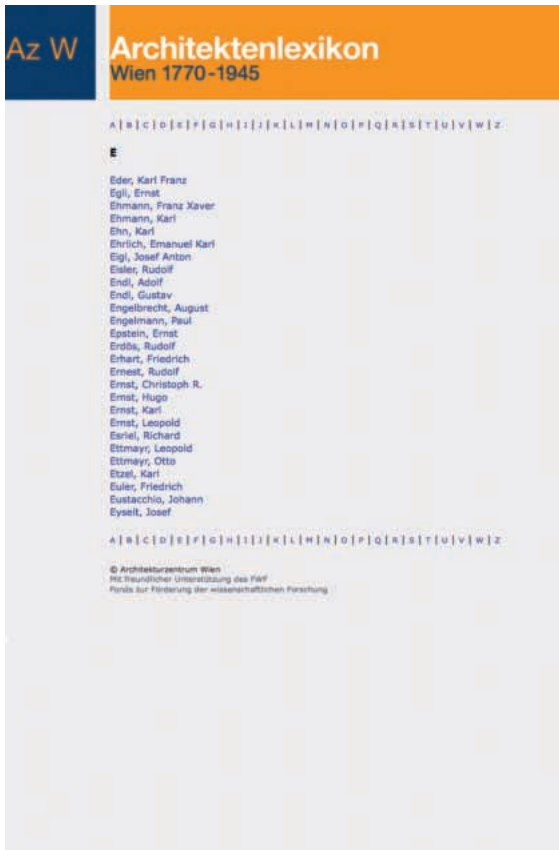 Az W
Architektenlexikon
Wien 1770-1945
A | B | C | D | E | F | G | H | I | J | K | L | M | N | O | P | Q | R | S | T | U | V | W | Z
E
Eder, Karl Franz
Egli, Ernst
Ehmann, Franz Xaver
Ehmann, Karl
Ehn, Karl
Ehrlich, Emanuel Karl
Eigl, Josef Anton
Eisler, Rudolf
Endl, Adolf
Endl, Gustav
Engelbrecht, August
Engelmann, Paul
Epstein, Ernst
Erdös, Rudolf
Erhart, Friedrich
Ernest, Rudolf
Ernst, Christoph R.
Ernst, Hugo
Ernst, Karl
Ernst, Leopold
Esriel, Richard
Ettmayr, Leopold
Ettmayr, Otto
Etzel, Karl
Euler, Friedrich
Eustacchio, Johann
Eyselt, Josef
A | B | C | D | E | F | G | H | I | J | K | L | M | N | O | P | Q | R | S | T | U | V | W | Z
© Architekturzentrum Wien
Mit freundlicher Unterstützung des FWF
Fonds zur Förderung der wissenschaftlichen Forschung